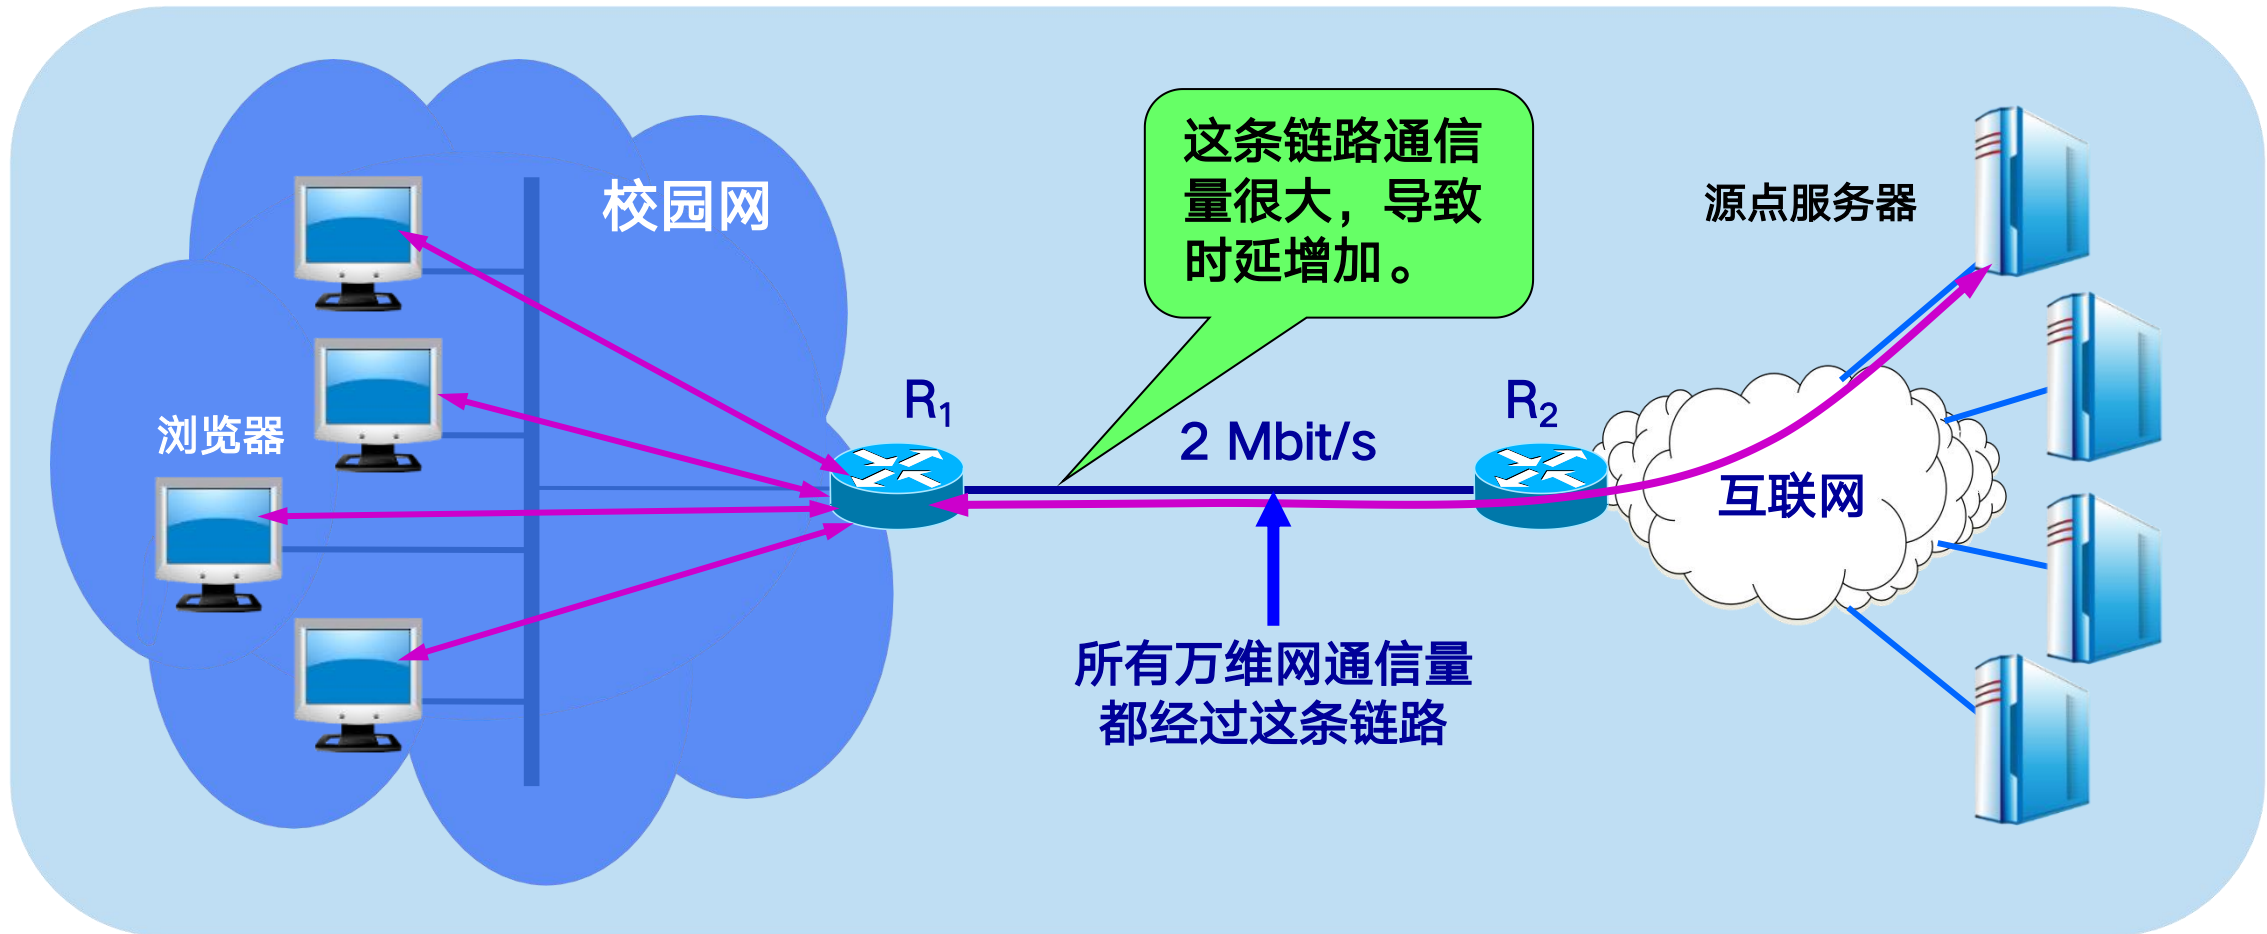 校园网
这条链路通信
量很大，导致
时延增加。
源点服务器
浏览器
R₁
2 Mbit/s
R₂
互联网
所有万维网通信量
都经过这条链路